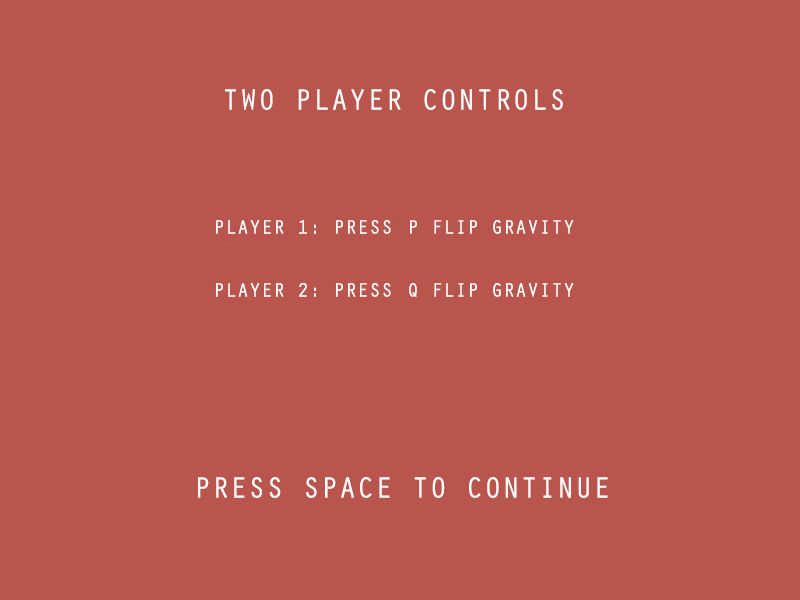 TWO PLAYER CONTROLS
PLAYER 1: PRESS P FLIP GRAVITY
PLAYER 2: PRESS Q FLIP GRAVITY
PRESS SPACE TO CONTINUE